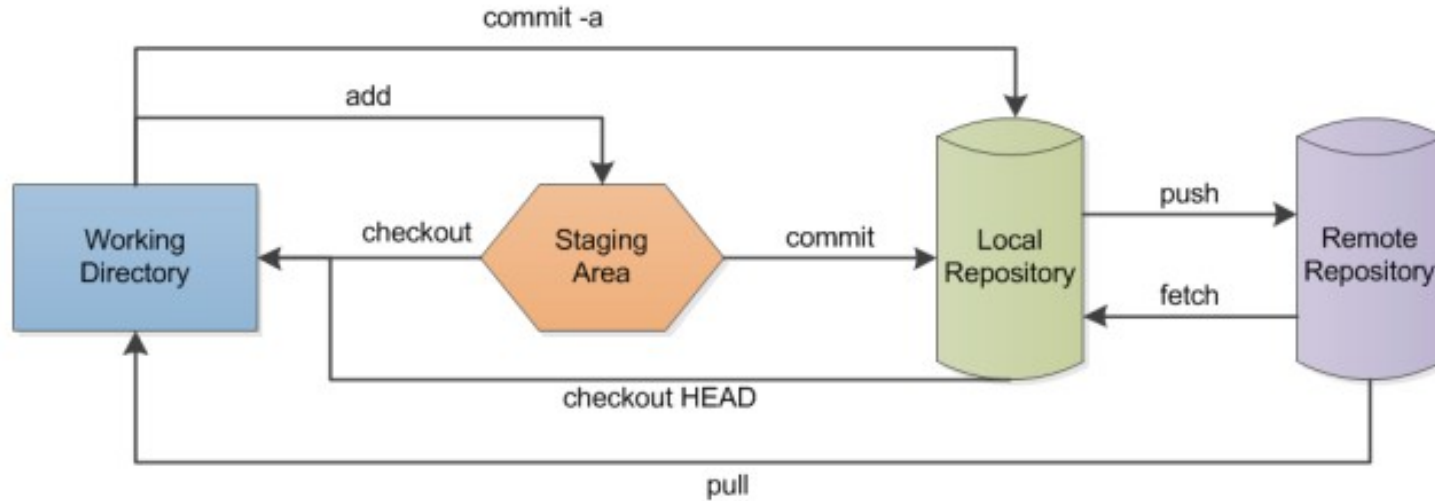 commit -a
add
Working
Directory
checkout
Staging
Area
commit
Local
Repository
push
fetch
Remote
Repository
checkout HEAD
pull